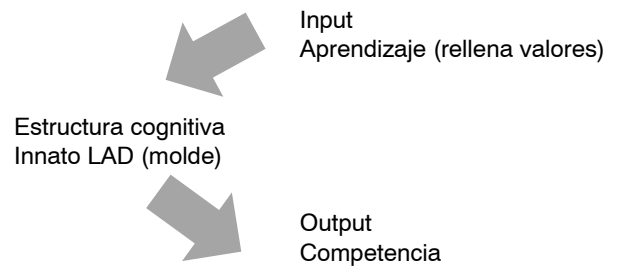 Input
Aprendizaje (rellena valores)
Estructura cognitiva
Innato LAD (molde)
Output
Competencia